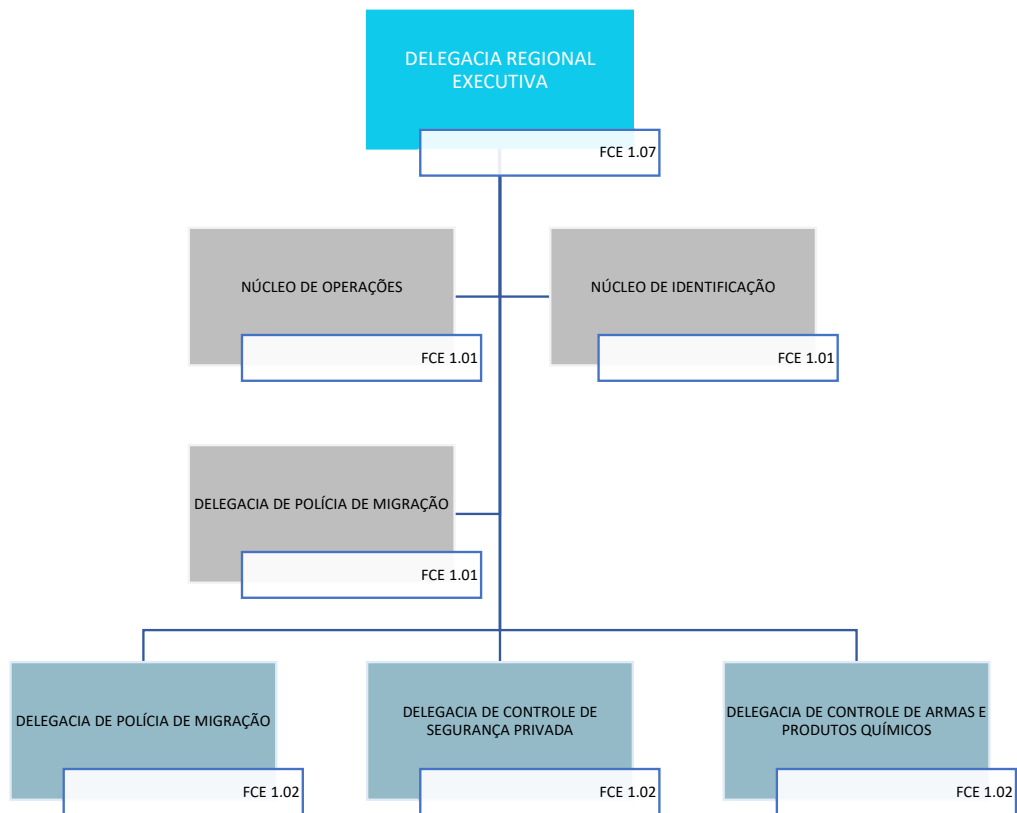 DELEGACIA REGIONAL
EXECUTIVA
FCE 1.07
NÚCLEO DE OPERAÇÕES
FCE 1.01
NÚCLEO DE IDENTIFICAÇÃO
FCE 1.01
DELEGACIA DE POLÍCIA DE MIGRAÇÃO
FCE 1.01
DELEGACIA DE POLÍCIA DE MIGRAÇÃO
FCE 1.02
DELEGACIA DE CONTROLE DE
SEGURANÇA PRIVADA
FCE 1.02
DELEGACIA DE CONTROLE DE ARMAS E
PRODUTOS QUÍMICOS
FCE 1.02